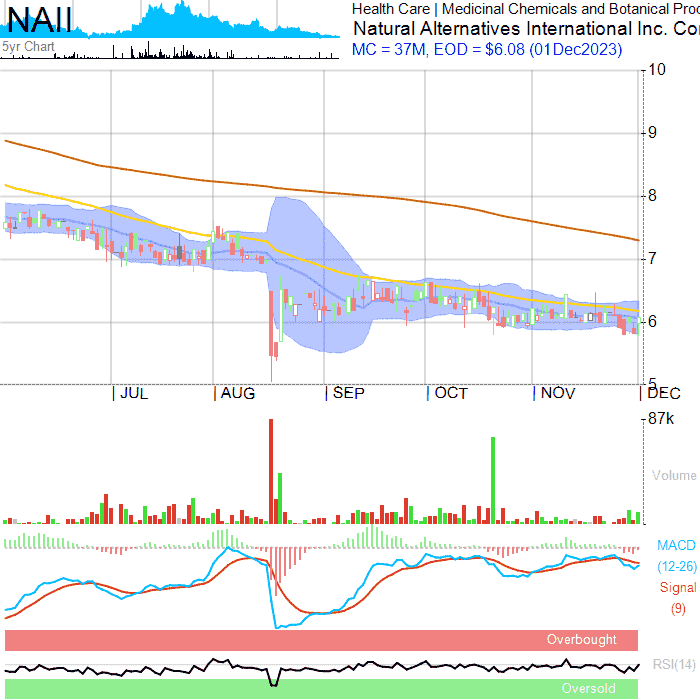 NAII
5yr Chart
Health Care | Medicinal Chemicals and Botanical Proc
Natural Alternatives International Inc. Cor
MC = 37M, EOD = $6.08 (01Dec2023)
10
9
8
7
6
5
JUL AUG SEP OCT NOV DEC
87k
Volume
MACD
(12-26)
Signal
(9)
Overbought
RSI(14)
Oversold